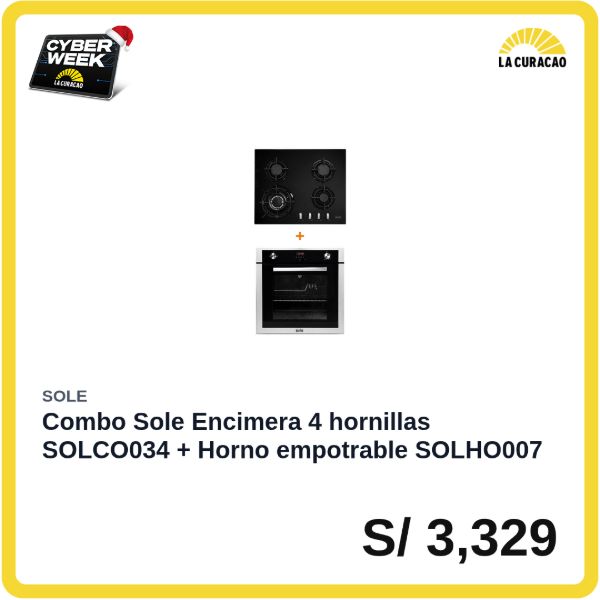 CYBER
WEEK
LA CURACAO
LA CURACAO
SOLE
Combo Sole Encimera 4 hornillas
SOLCO034 + Horno empotrable SOLHO007
S/ 3,329